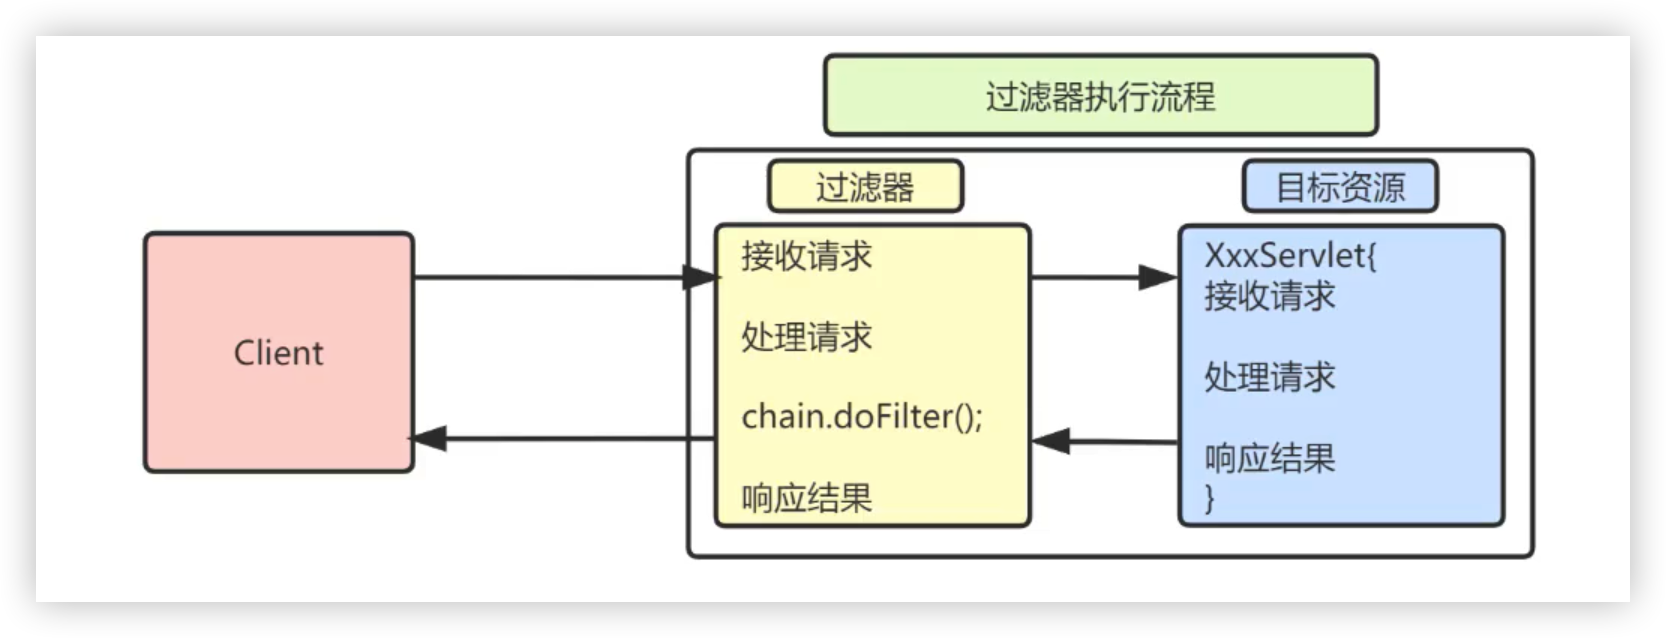 过滤器执行流程
Client
过滤器
接收请求
处理请求
chain.doFilter();
响应结果
目标资源
XxxServlet{
接收请求
处理请求
响应结果
}